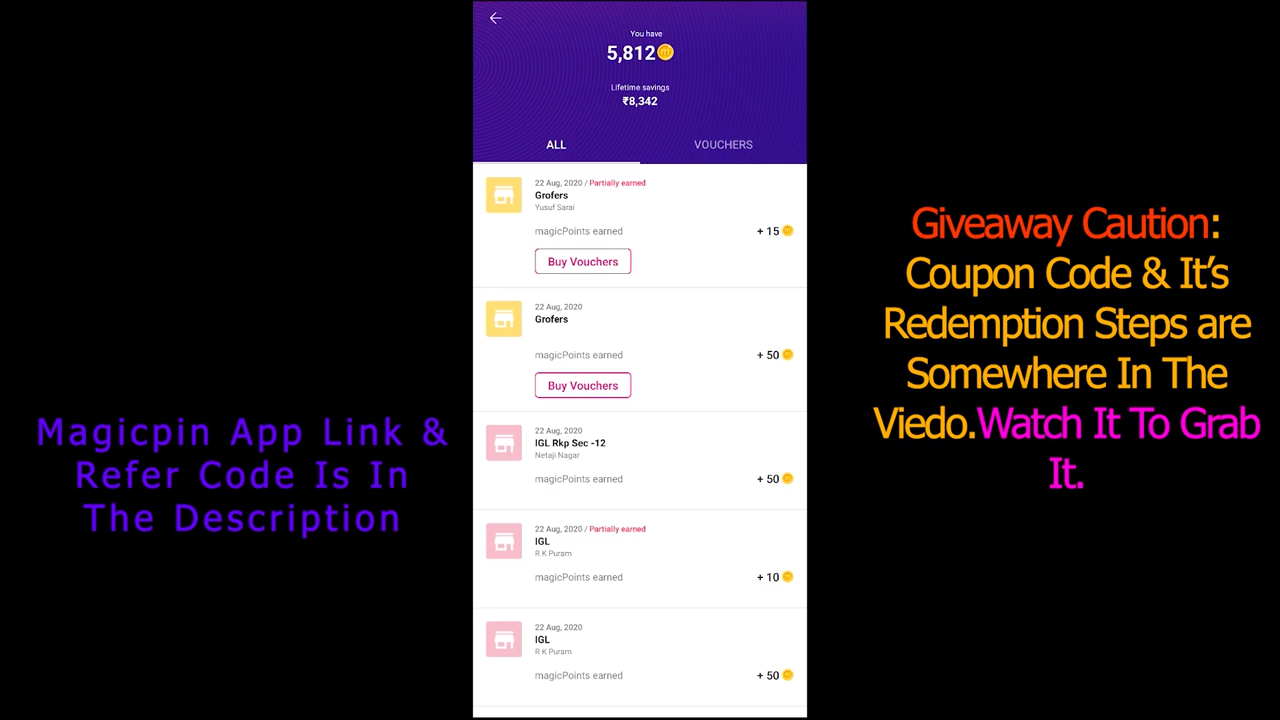 You have
5,812
Lifetime savings
₹8,342
ALL VOUCHERS
22 Aug, 2020 / Partially earned
Grofers
Yusuf Sarai
magicPoints earned + 15
Buy Vouchers
22 Aug, 2020
Grofers
magicPoints earned + 50
Buy Vouchers
22 Aug, 2020
IGL Rkp Sec -12
Netaji Nagar
magicPoints earned + 50
22 Aug, 2020 / Partially earned
IGL
R K Puram
magicPoints earned + 10
22 Aug, 2020
IGL
R K Puram
magicPoints earned + 50
Magicpin App Link &
Refer Code Is In
The Description
Giveaway Caution:
Coupon Code & It’s
Redemption Steps are
Somewhere In The
Viedo.Watch It To Grab
It.